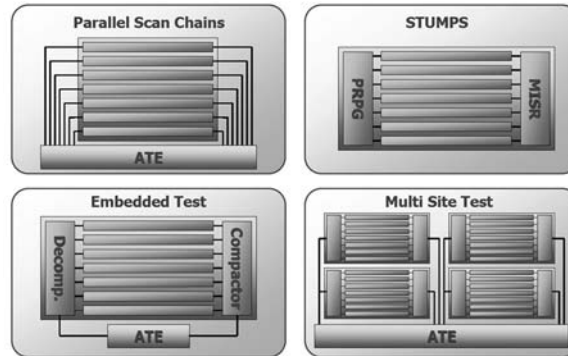 Parallel Scan Chains
ATE
STUMPS
PRPG
MISR
Embedded Test
Decomp.
Compactor
ATE
Multi Site Test
ATE